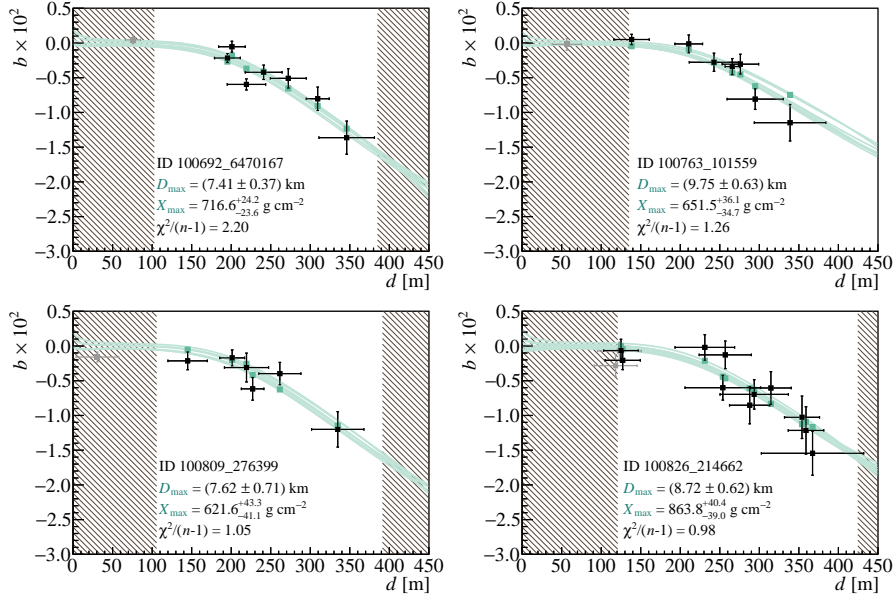 0.5
0.0
−0.5
−1.0
−1.5
−2.0
−2.5
−3.0
b × 10²
ID 100692_6470167
D_max = (7.41 ± 0.37) km
X_max = 716.6 +24.2 −23.6 g cm⁻²
χ²/(n-1) = 2.20
0 50 100 150 200 250 300 350 400 450
d [m]
0.5
0.0
−0.5
−1.0
−1.5
−2.0
−2.5
−3.0
b × 10²
ID 100763_101559
D_max = (9.75 ± 0.63) km
X_max = 651.5 +36.1 −34.7 g cm⁻²
χ²/(n-1) = 1.26
0 50 100 150 200 250 300 350 400 450
d [m]
0.5
0.0
−0.5
−1.0
−1.5
−2.0
−2.5
−3.0
b × 10²
ID 100809_276399
D_max = (7.62 ± 0.71) km
X_max = 621.6 +43.3 −41.1 g cm⁻²
χ²/(n-1) = 1.05
0 50 100 150 200 250 300 350 400 450
d [m]
0.5
0.0
−0.5
−1.0
−1.5
−2.0
−2.5
−3.0
b × 10²
ID 100826_214662
D_max = (8.72 ± 0.62) km
X_max = 863.8 +40.4 −39.0 g cm⁻²
χ²/(n-1) = 0.98
0 50 100 150 200 250 300 350 400 450
d [m]